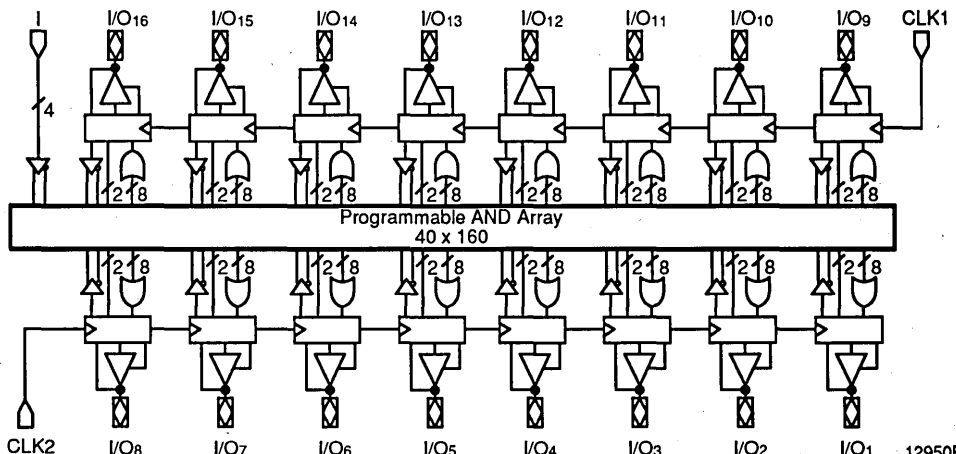 I I/O16 I/O15 I/O14 I/O13 I/O12 I/O11 I/O10 I/O9 CLK1
4
2 8 2 8 2 8 2 8 2 8 2 8 2 8 2 8
Programmable AND Array
40 x 160
2 8 2 8 2 8 2 8 2 8 2 8 2 8 2 8
CLK2 I/O8 I/O7 I/O6 I/O5 I/O4 I/O3 I/O2 I/O1